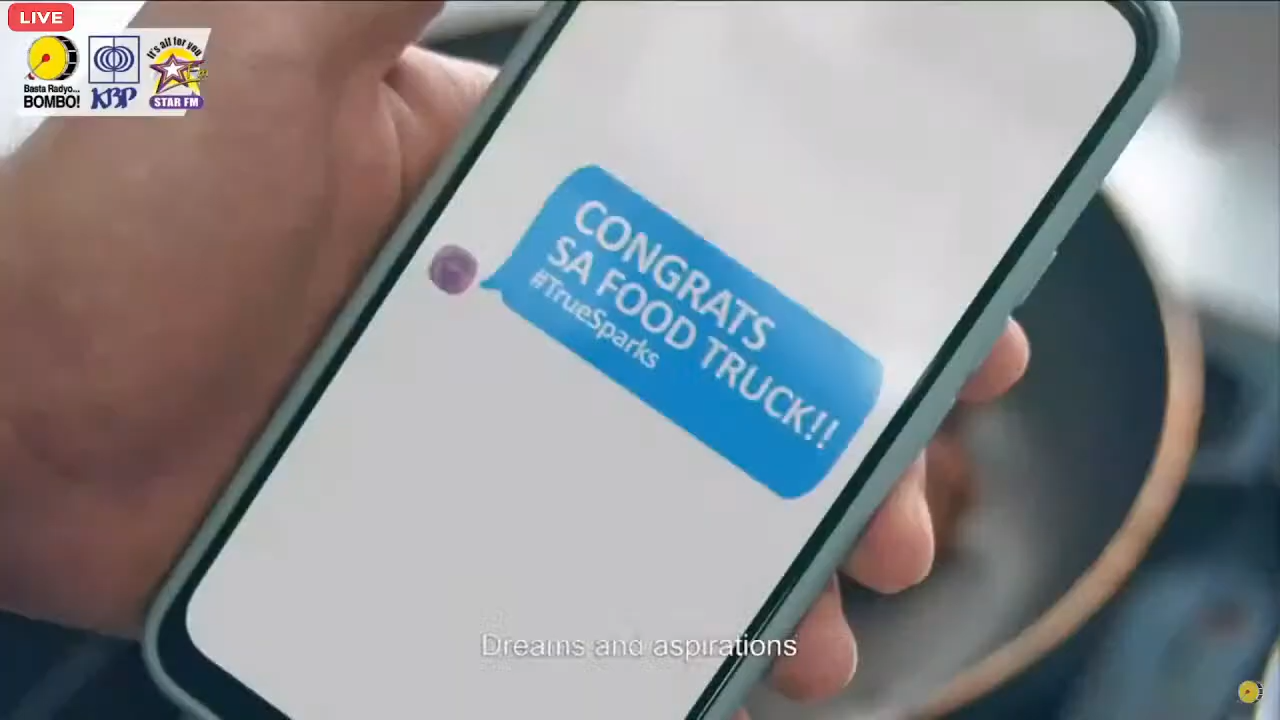 LIVE
Basta Radyo...
BOMBO!
KBP
It's all for you
STAR FM
CONGRATS
SA FOOD TRUCK!!
#TrueSparks
Dreams and aspirations